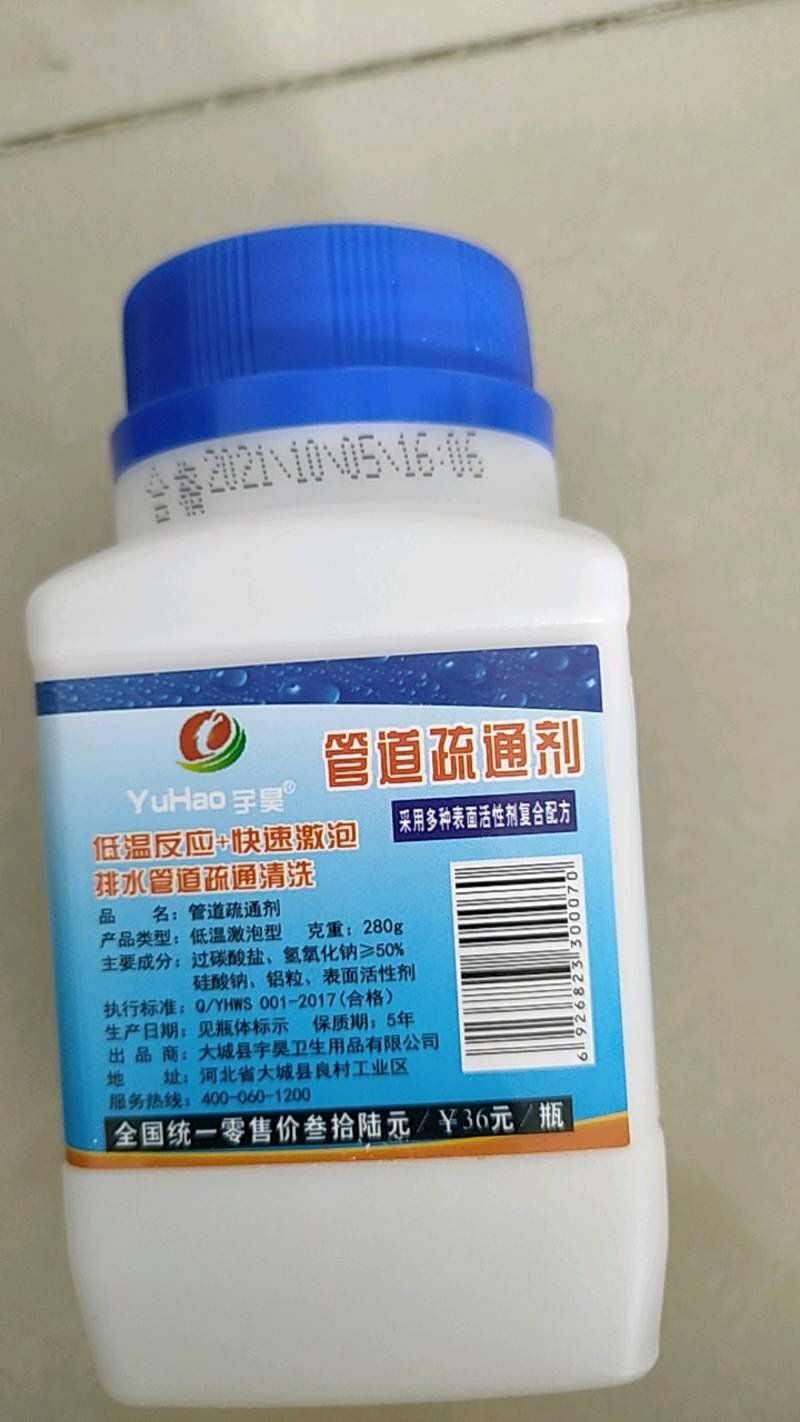 合格 2021\10\05\16:06
YuHao宇昊®
管道疏通剂
采用多种表面活性剂复合配方
低温反应+快速激泡
排水管道疏通清洗
品 名：管道疏通剂
产品类型：低温激泡型 克重：280g
主要成分：过碳酸盐、氢氧化钠≥50%
硅酸钠、铝粒、表面活性剂
执行标准：Q/YHWS 001-2017(合格)
生产日期：见瓶体标示 保质期：5年
出 品 商：大城县宇昊卫生用品有限公司
地 址：河北省大城县良村工业区
服务热线：400-060-1200
全国统一零售价叁拾陆元/￥36元/瓶
6 926823 300070